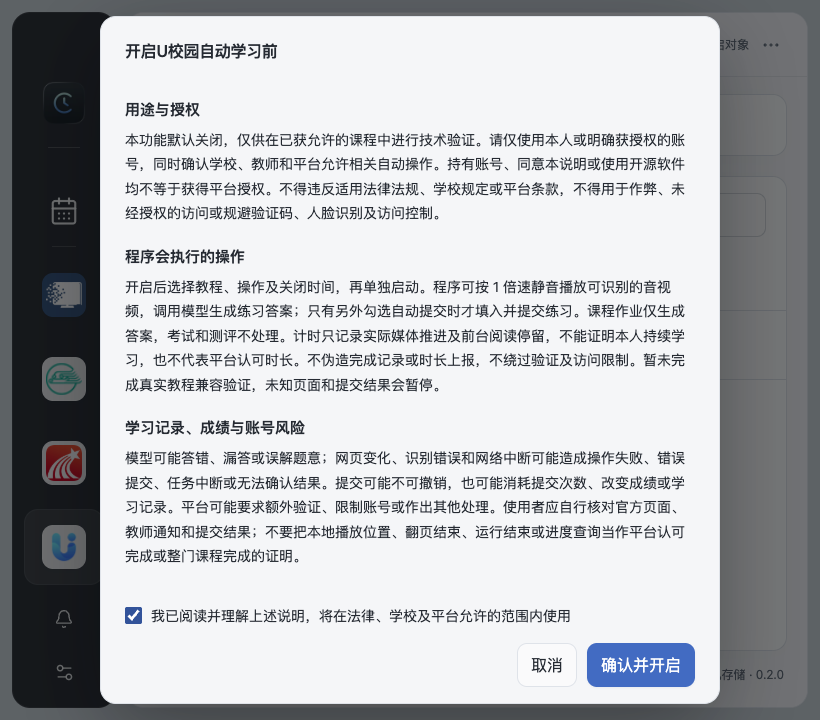 开启U校园自动学习前
启对象
用途与授权
本功能默认关闭，仅供在已获允许的课程中进行技术验证。请仅使用本人或明确获授权的账
号，同时确认学校、教师和平台允许相关自动操作。持有账号、同意本说明或使用开源软件
均不等于获得平台授权。不得违反适用法律法规、学校规定或平台条款，不得用于作弊、未
经授权的访问或规避验证码、人脸识别及访问控制。
程序会执行的操作
开启后选择教程、操作及关闭时间，再单独启动。程序可按 1 倍速静音播放可识别的音视
频，调用模型生成练习答案；只有另外勾选自动提交时才填入并提交练习。课程作业仅生成
答案，考试和测评不处理。计时只记录实际媒体推进及前台阅读停留，不能证明本人持续学
习，也不代表平台认可时长。不伪造完成记录或时长上报，不绕过验证及访问限制。暂未完
成真实教程兼容验证，未知页面和提交结果会暂停。
学习记录、成绩与账号风险
模型可能答错、漏答或误解题意；网页变化、识别错误和网络中断可能造成操作失败、错误
提交、任务中断或无法确认结果。提交可能不可撤销，也可能消耗提交次数、改变成绩或学
习记录。平台可能要求额外验证、限制账号或作出其他处理。使用者应自行核对官方页面、
教师通知和提交结果；不要把本地播放位置、翻页结束、运行结束或进度查询当作平台认可
完成或整门课程完成的证明。
我已阅读并理解上述说明，将在法律、学校及平台允许的范围内使用
取消
确认并开启
存储 · 0.2.0